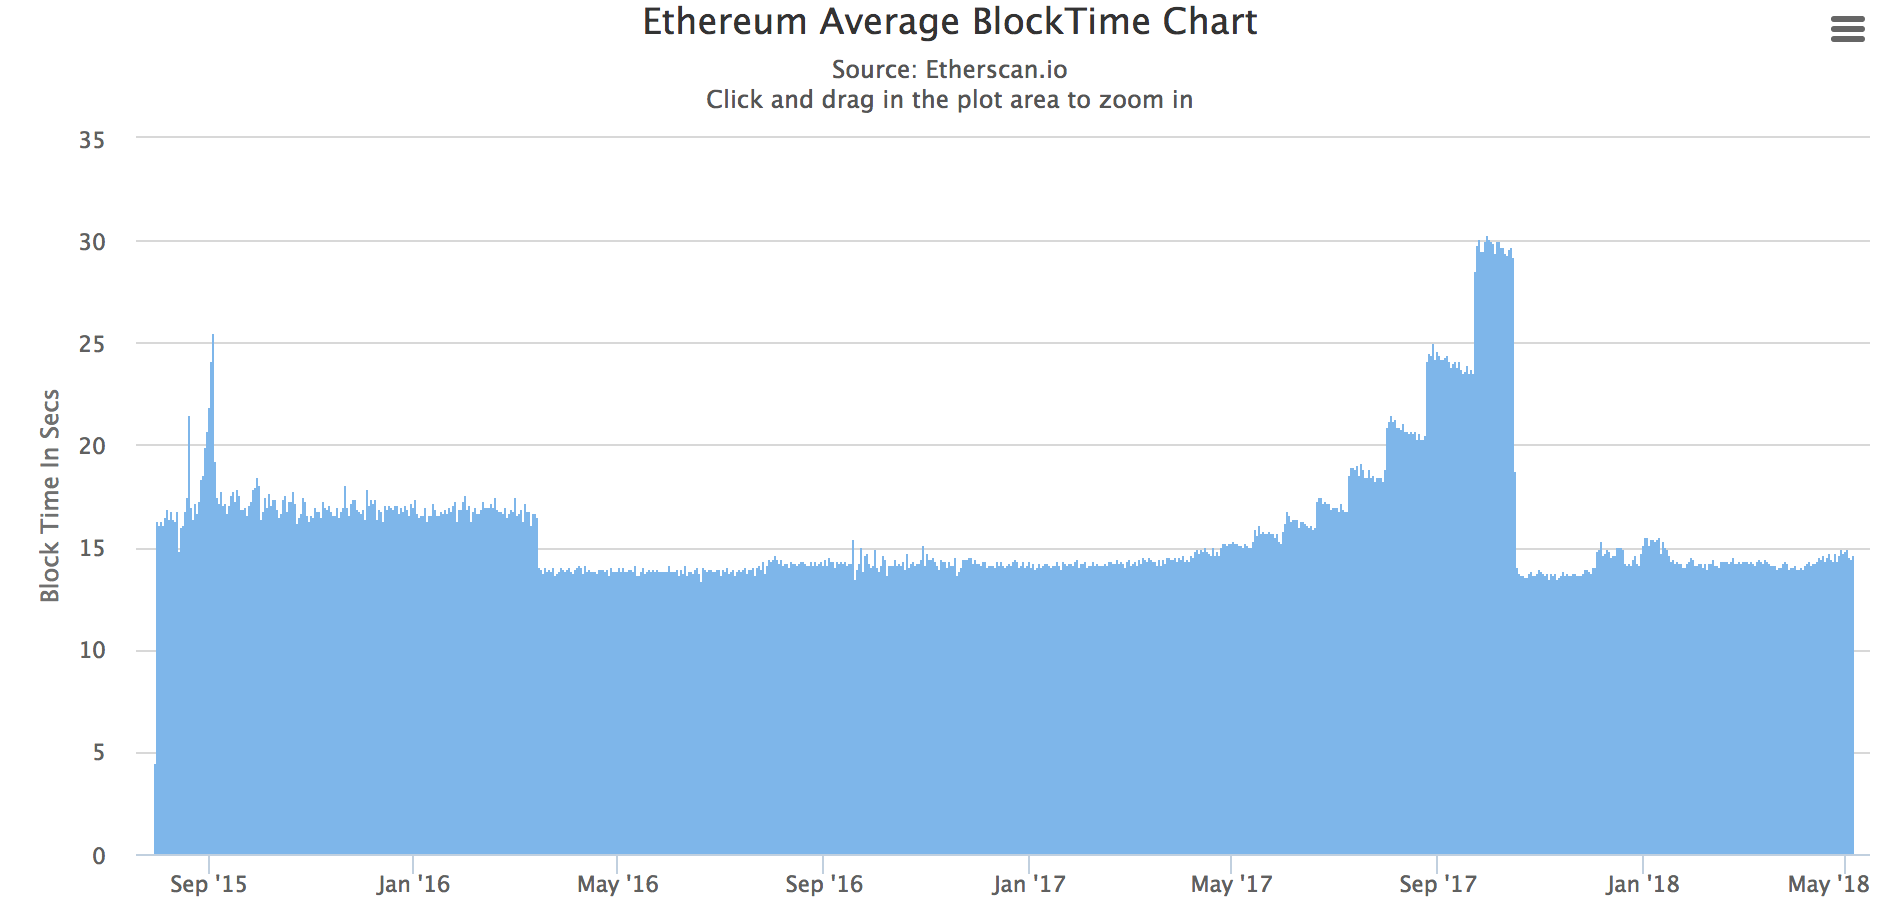 Ethereum Average BlockTime Chart
Source: Etherscan.io
Click and drag in the plot area to zoom in
Block Time In Secs
35
30
25
20
15
10
5
0
Sep '15 Jan '16 May '16 Sep '16 Jan '17 May '17 Sep '17 Jan '18 May '18